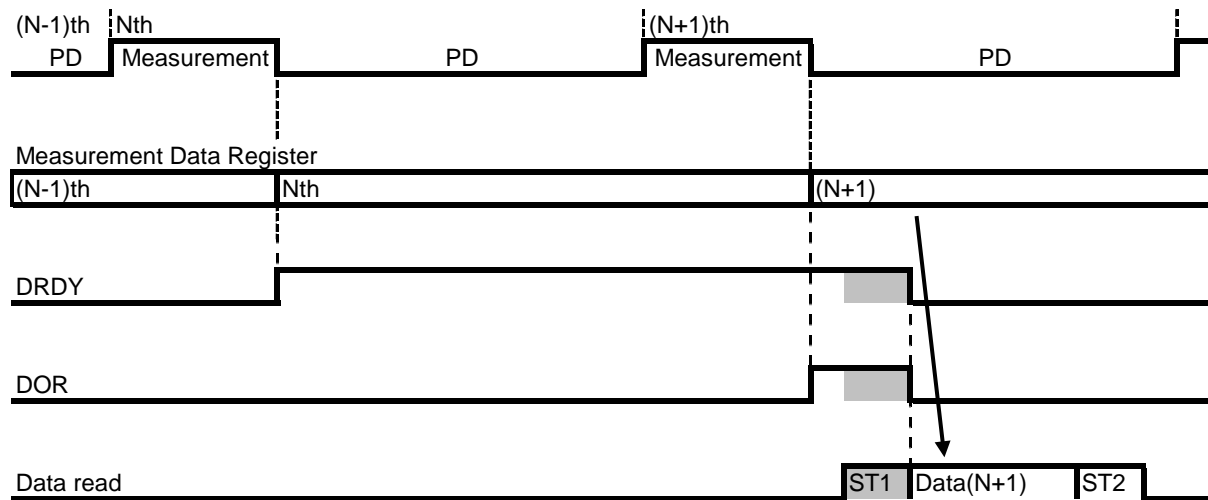 (N-1)th Nth (N+1)th
PD Measurement PD Measurement PD
Measurement Data Register
(N-1)th Nth (N+1)
DRDY
DOR
Data read ST1 Data(N+1) ST2